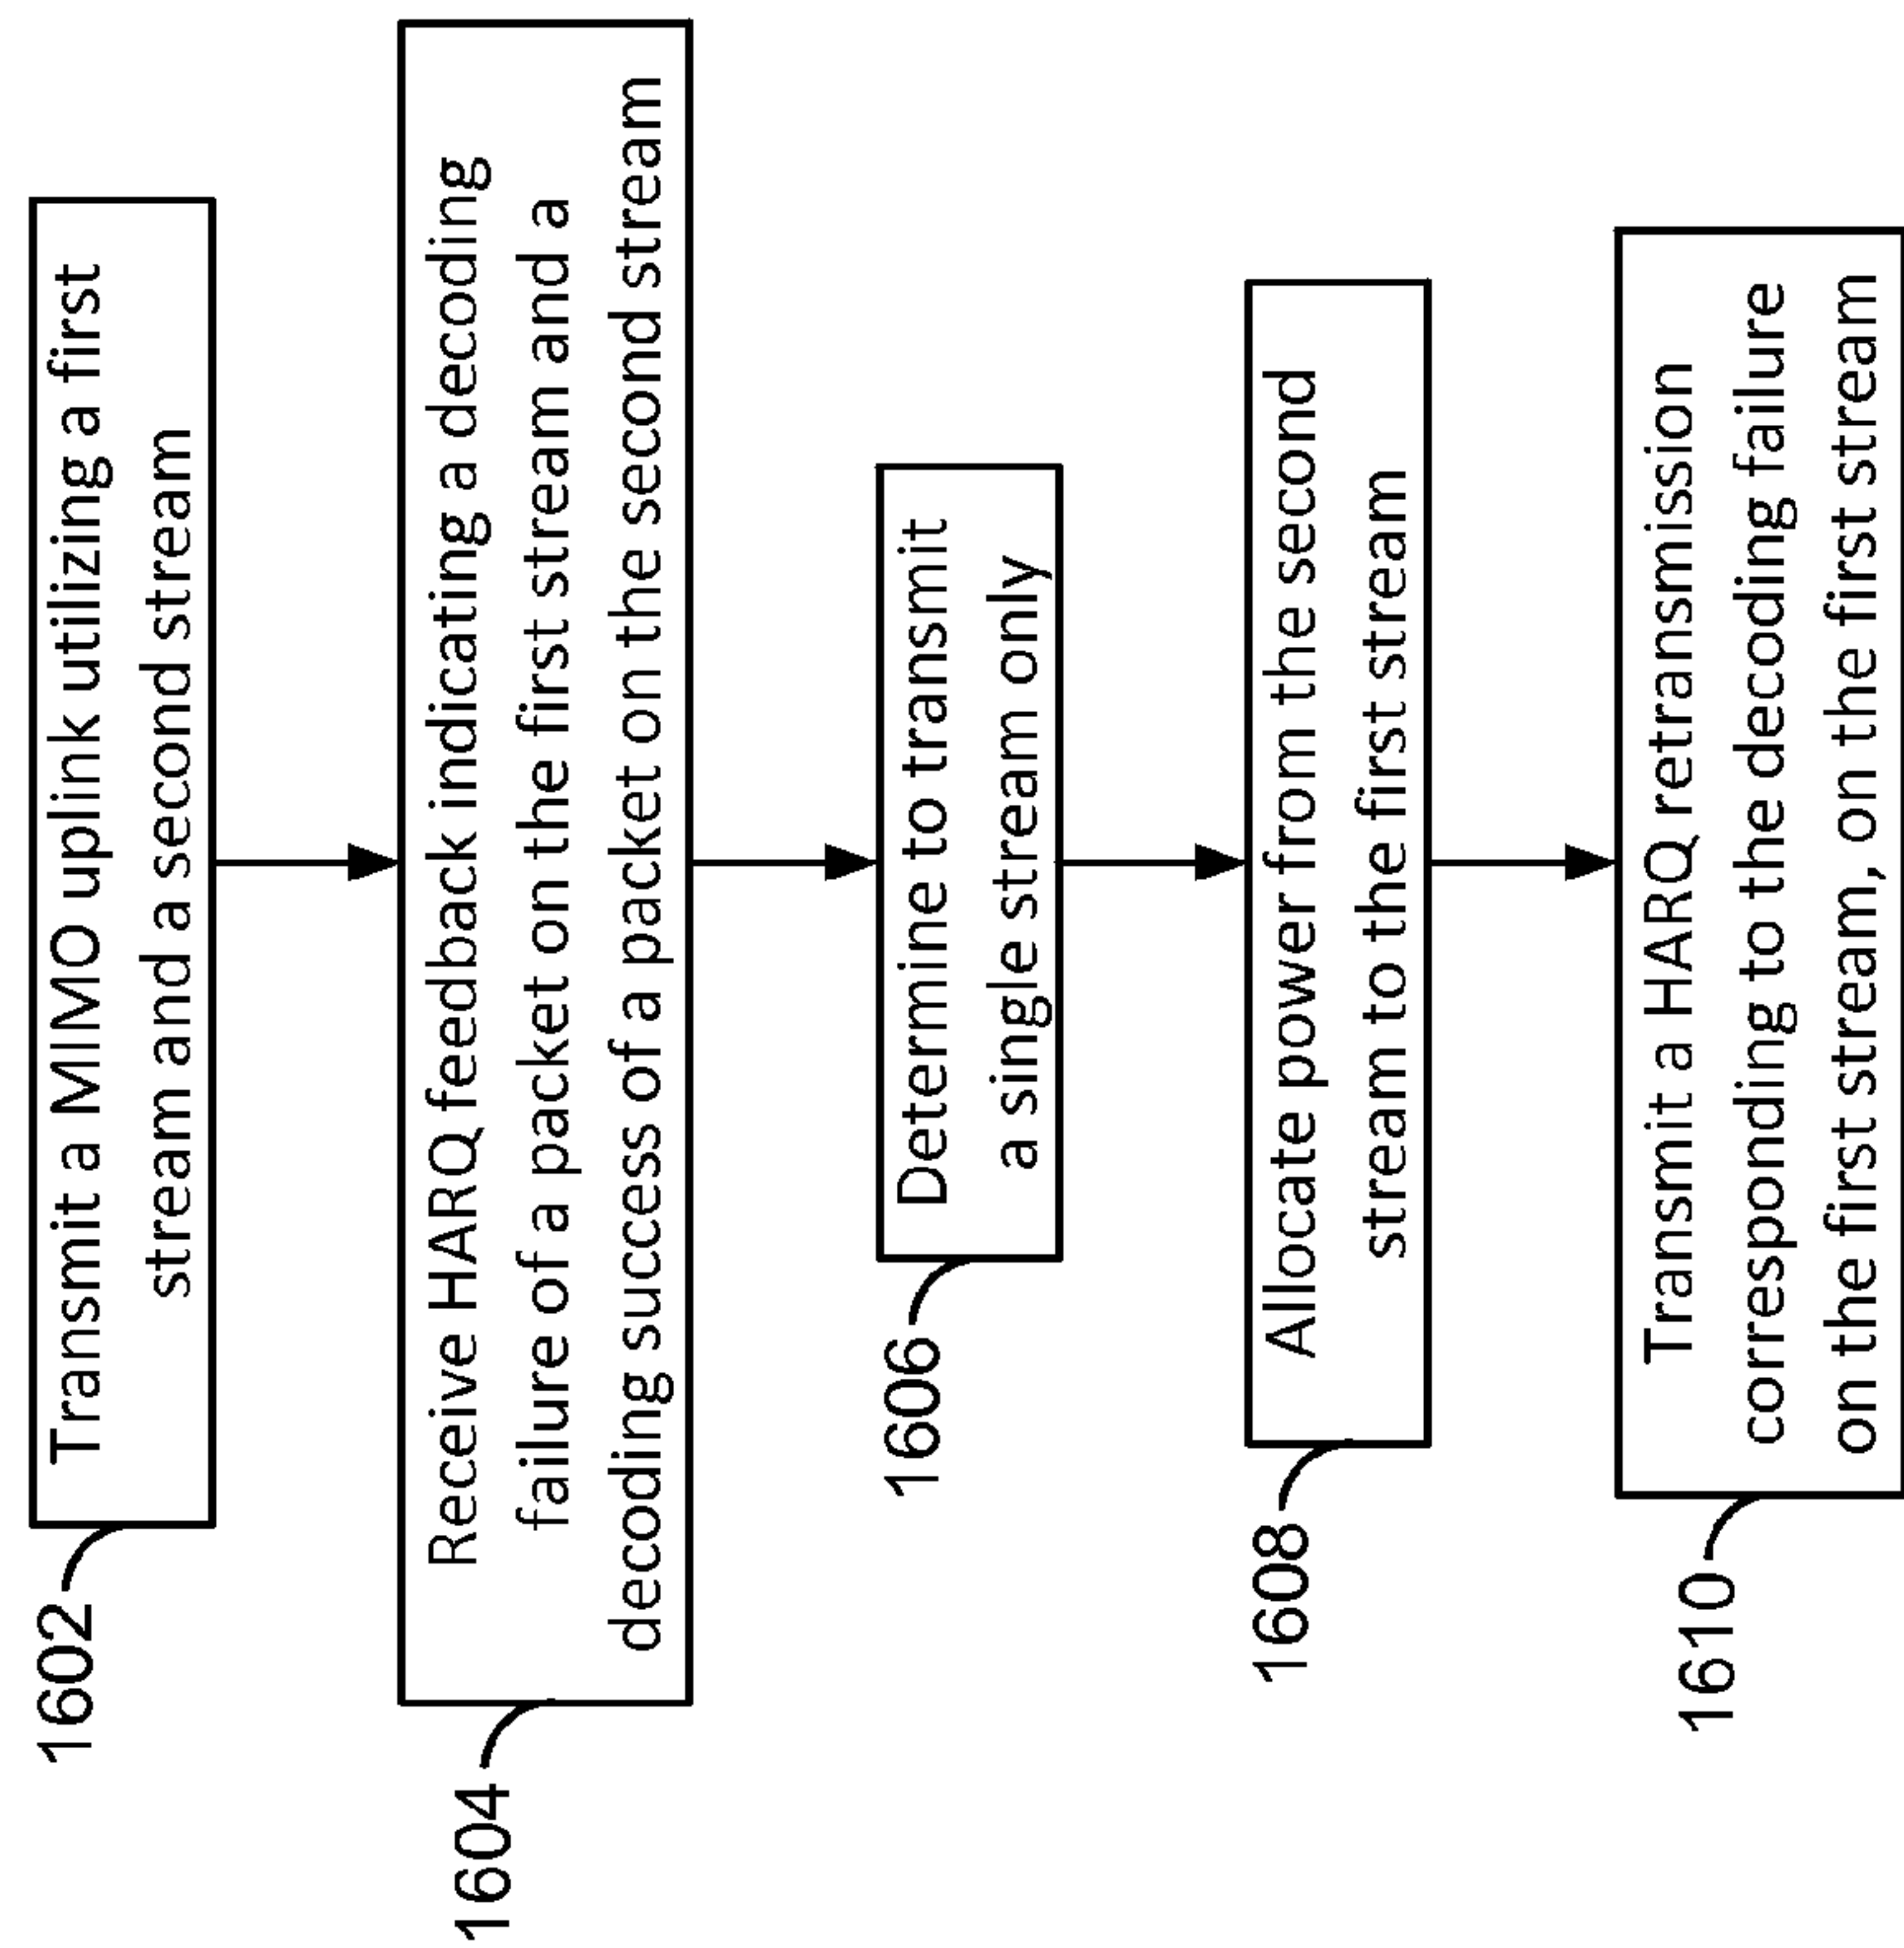 1602
Transmit a MIMO uplink utilizing a first
stream and a second stream
1604
Receive HARQ feedback indicating a decoding
failure of a packet on the first stream and a
decoding success of a packet on the second stream
1606
Determine to transmit
a single stream only
1608
Allocate power from the second
stream to the first stream
1610
Transmit a HARQ retransmission
corresponding to the decoding failure
on the first stream, on the first stream